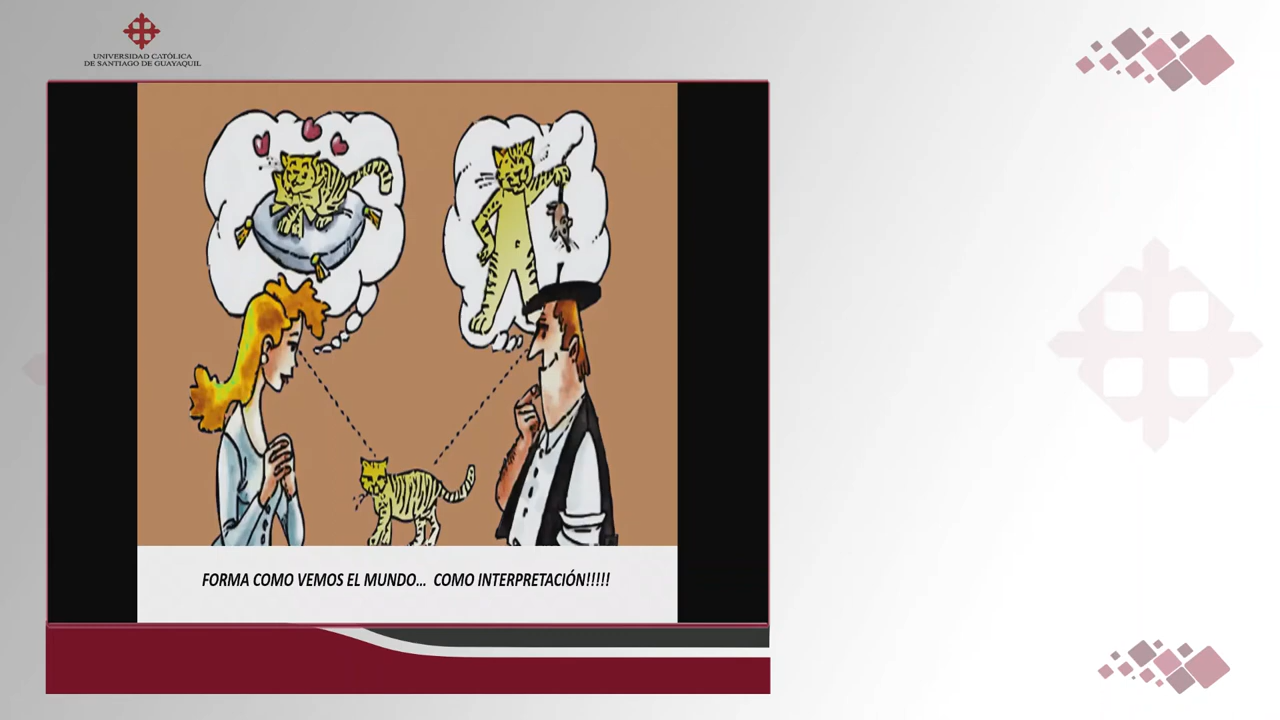 UNIVERSIDAD CATÓLICA
DE SANTIAGO DE GUAYAQUIL
FORMA COMO VEMOS EL MUNDO... COMO INTERPRETACIÓN!!!!!